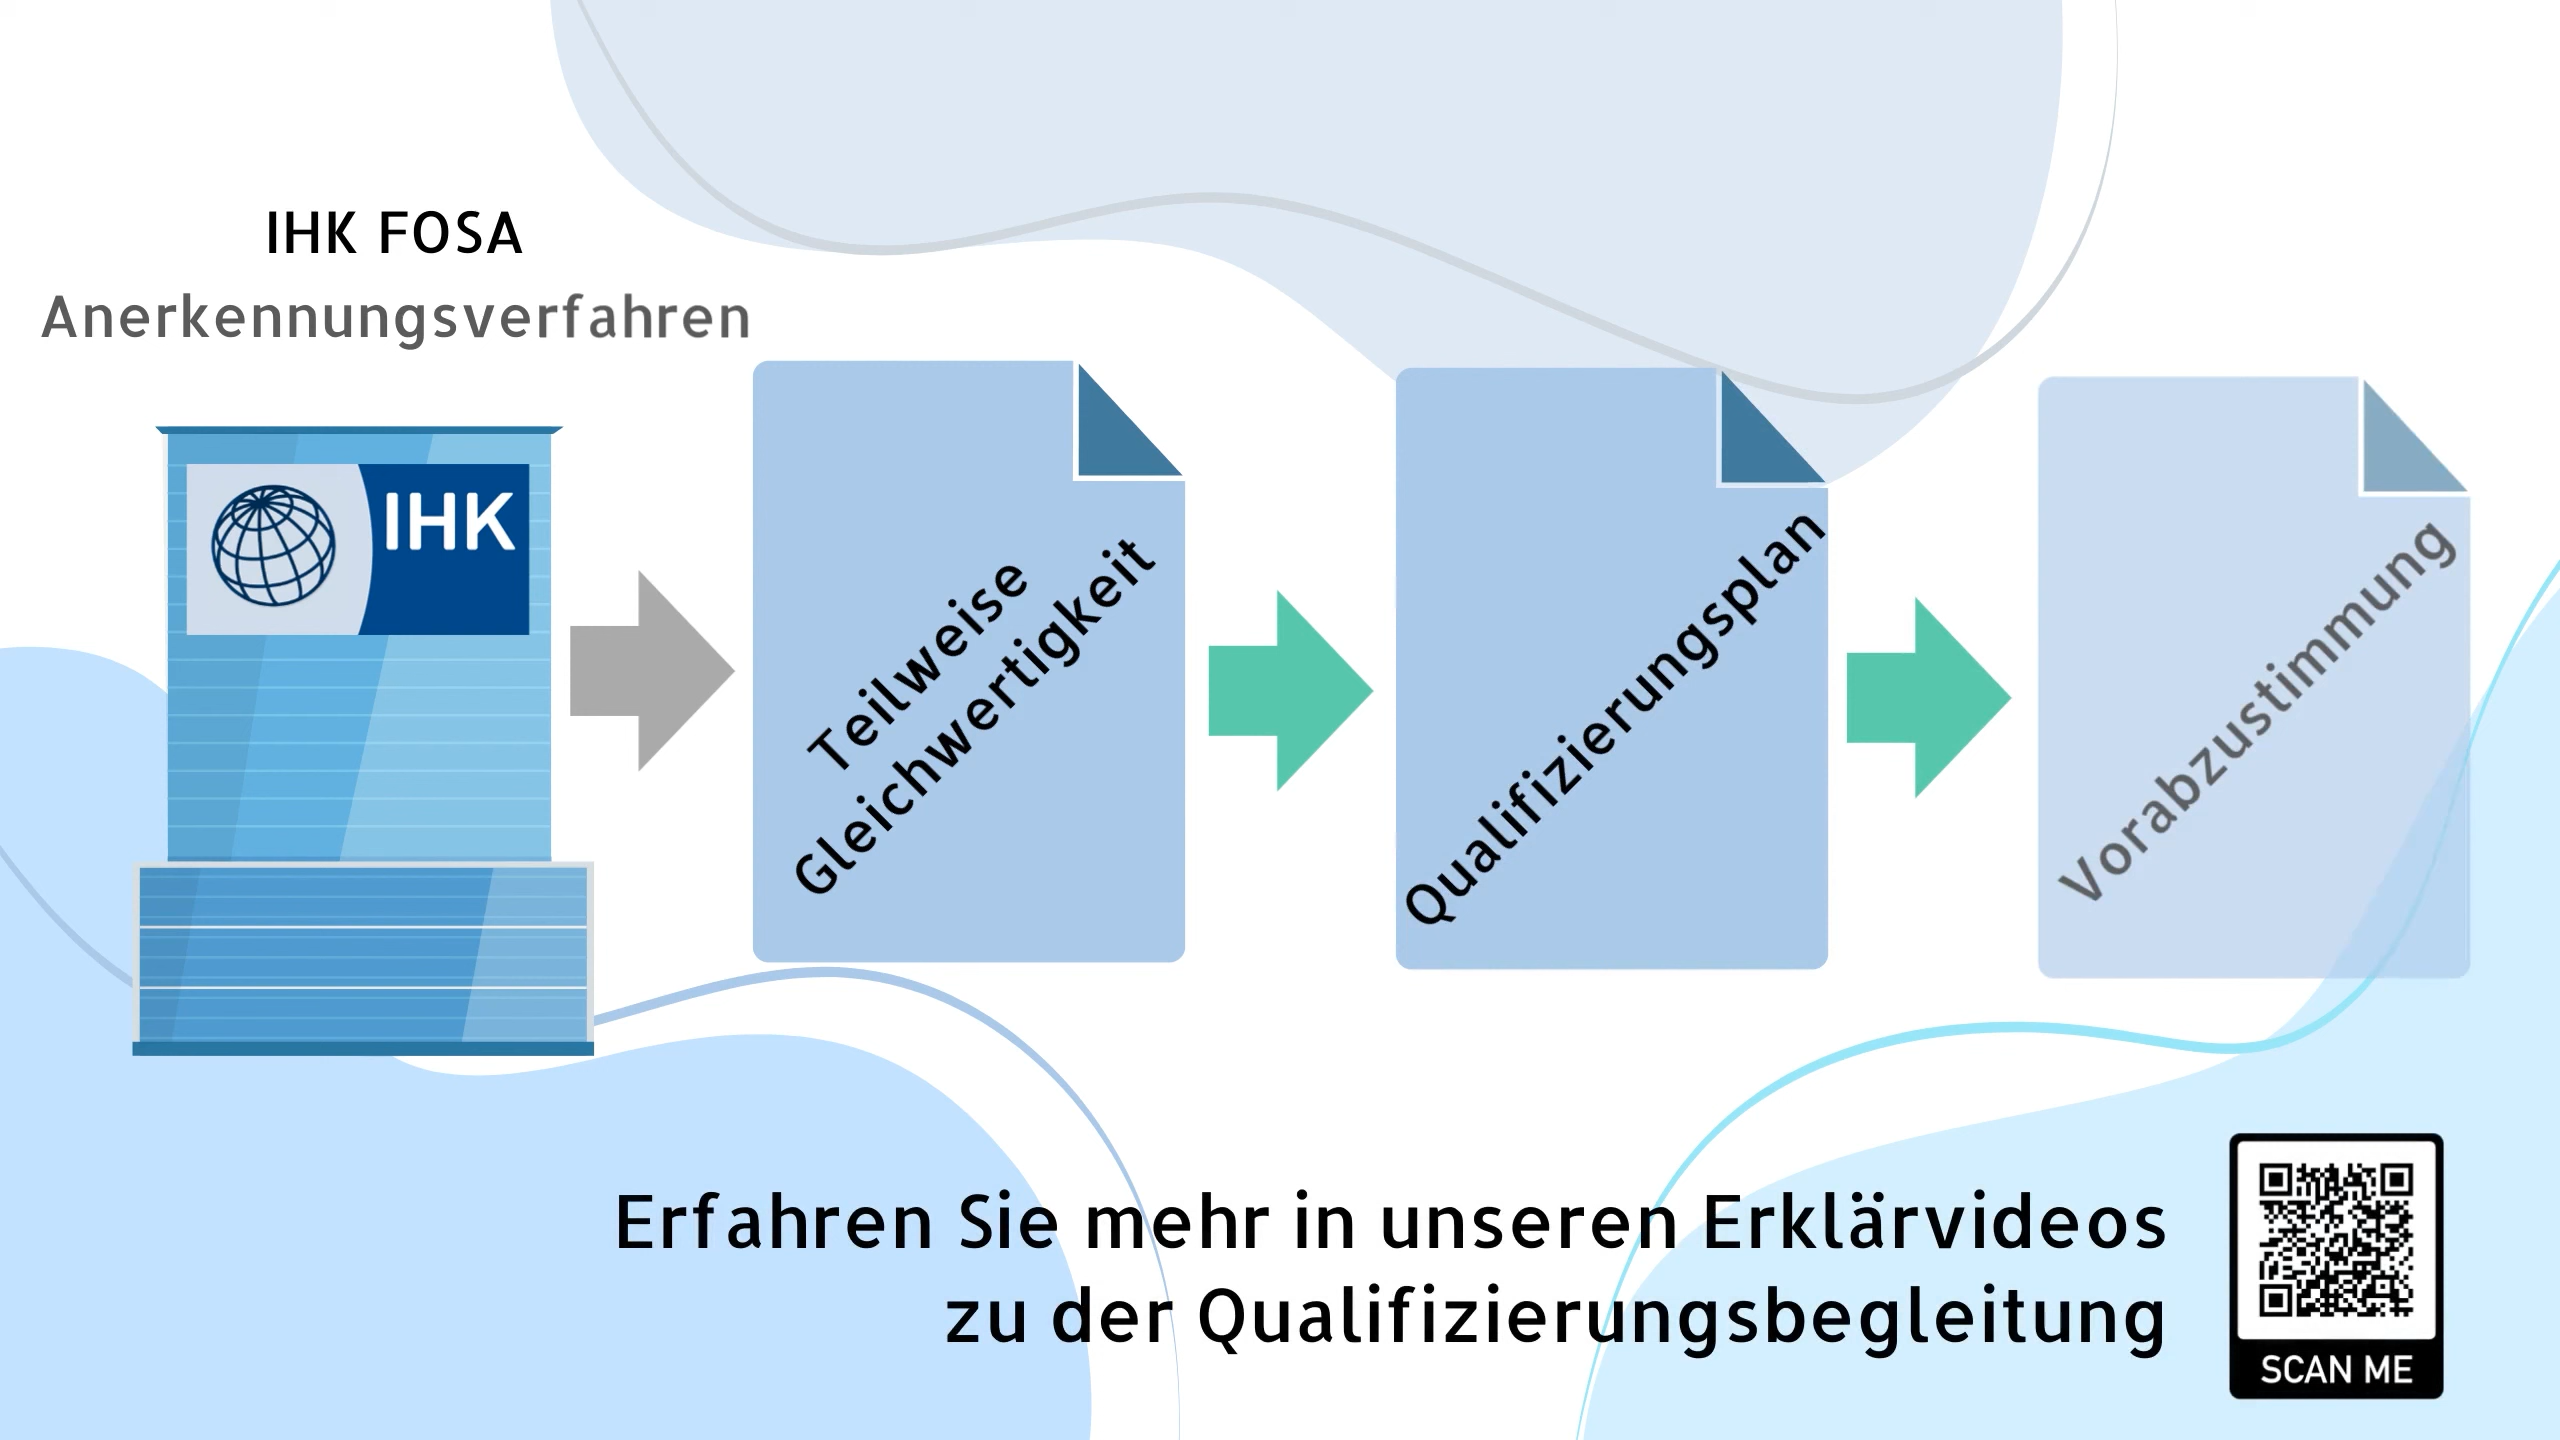 IHK FOSA
Anerkennungsverfahren
IHK
Teilweise
Gleichwertigkeit
Qualifizierungsplan
Vorabzustimmung
Erfahren Sie mehr in unseren Erklärvideos
zu der Qualifizierungsbegleitung
SCAN ME